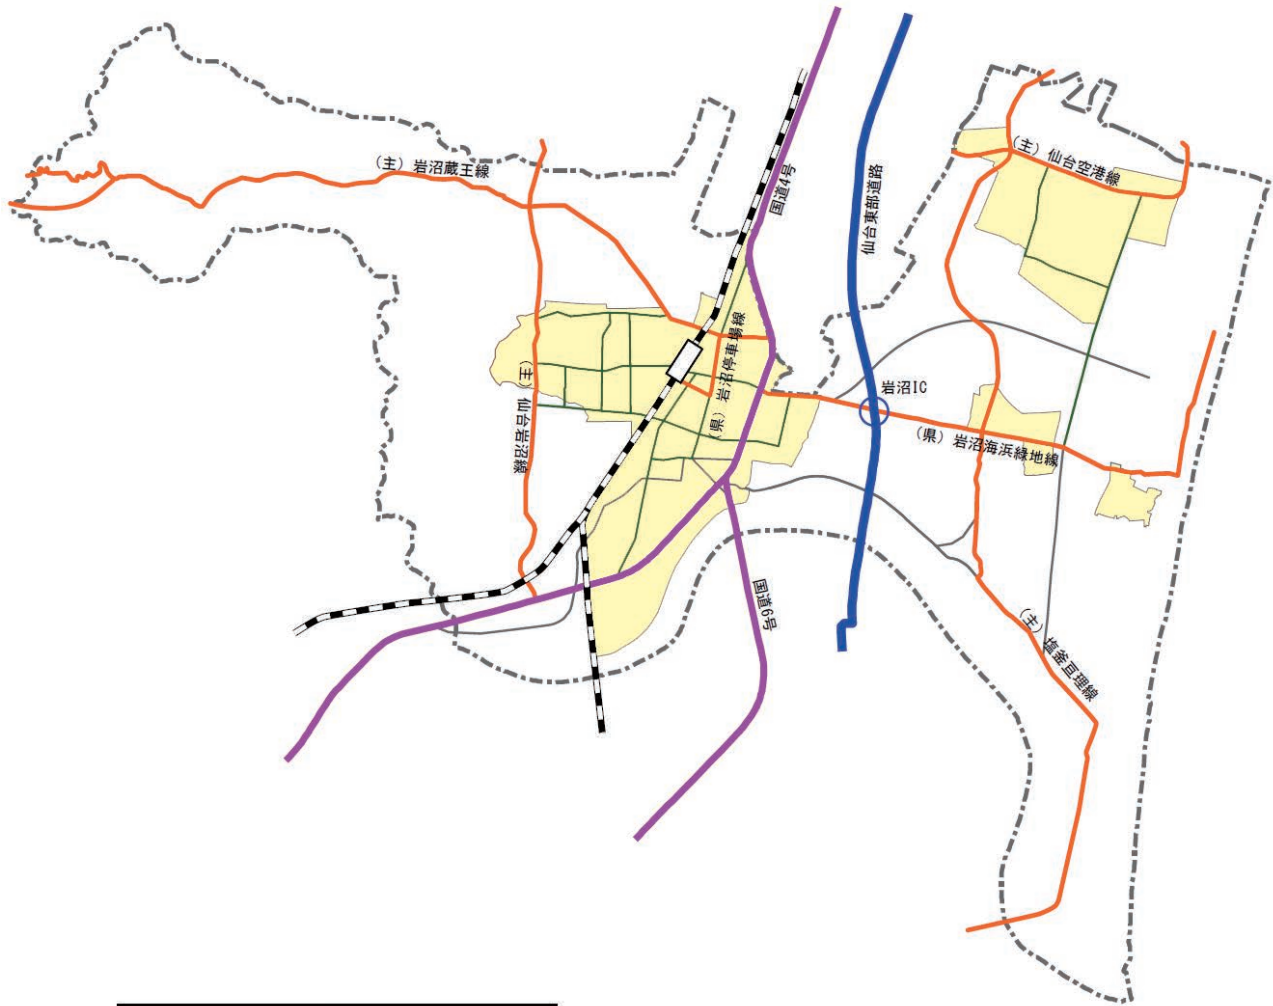 （主）岩沼蔵王線
国道4号
仙台東部道路
（主）仙台空港線
（県）岩沼停車場線
（主）仙台岩沼線
岩沼IC
（県）岩沼海浜緑地線
国道6号
（主）塩釜亘理線